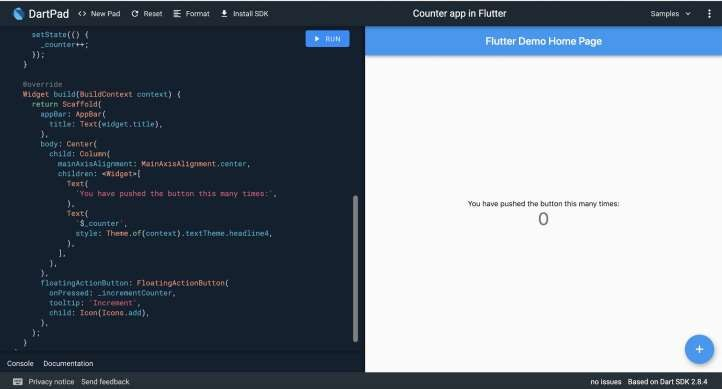 DartPad
<> New Pad
Reset
Format
Install SDK
Counter app in Flutter
Samples
setState(() {
_counter++;
});
}
RUN
@override
Widget build(BuildContext context) {
return Scaffold(
appBar: AppBar(
title: Text(widget.title),
),
body: Center(
child: Column(
mainAxisAlignment: MainAxisAlignment.center,
children: <Widget>[
Text(
'You have pushed the button this many times:',
),
Text(
'$_counter',
style: Theme.of(context).textTheme.headline4,
),
],
),
),
floatingActionButton: FloatingActionButton(
onPressed: _incrementCounter,
tooltip: 'Increment',
child: Icon(Icons.add),
),
);
}
Flutter Demo Home Page
You have pushed the button this many times:
0
+
Console
Documentation
Privacy notice
Send feedback
no issues
Based on Dart SDK 2.8.4